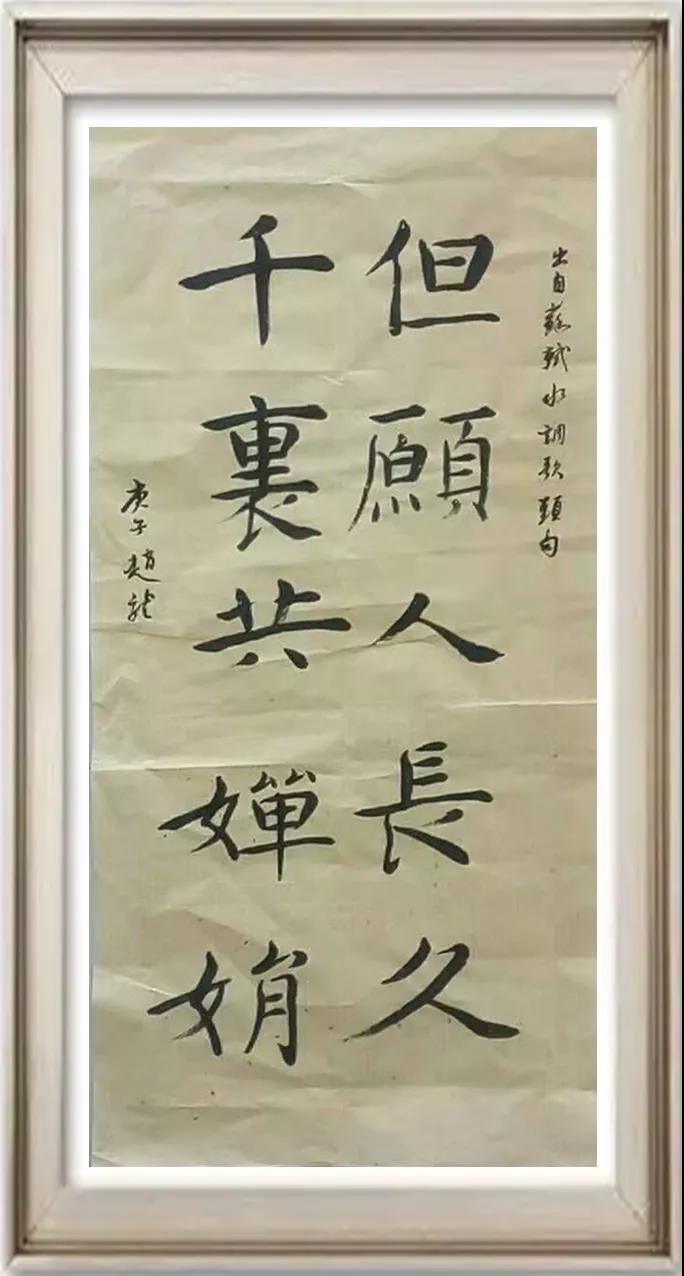 出自蘇軾水調歌頭句
但願人長久
千裏共嬋娟
庚午趙龍